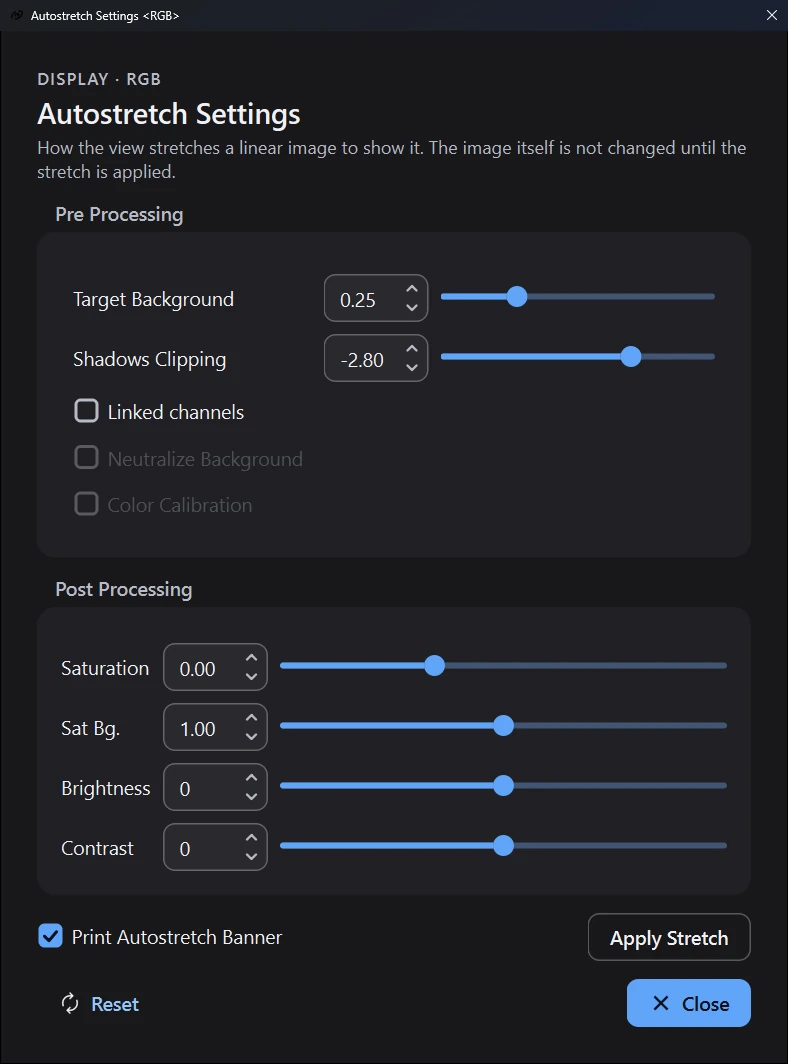 Autostretch Settings <RGB>
DISPLAY · RGB
Autostretch Settings
How the view stretches a linear image to show it. The image itself is not changed until the
stretch is applied.
Pre Processing
Target Background 0.25
Shadows Clipping -2.80
Linked channels
Neutralize Background
Color Calibration
Post Processing
Saturation 0.00
Sat Bg. 1.00
Brightness 0
Contrast 0
Print Autostretch Banner
Apply Stretch
Reset
Close